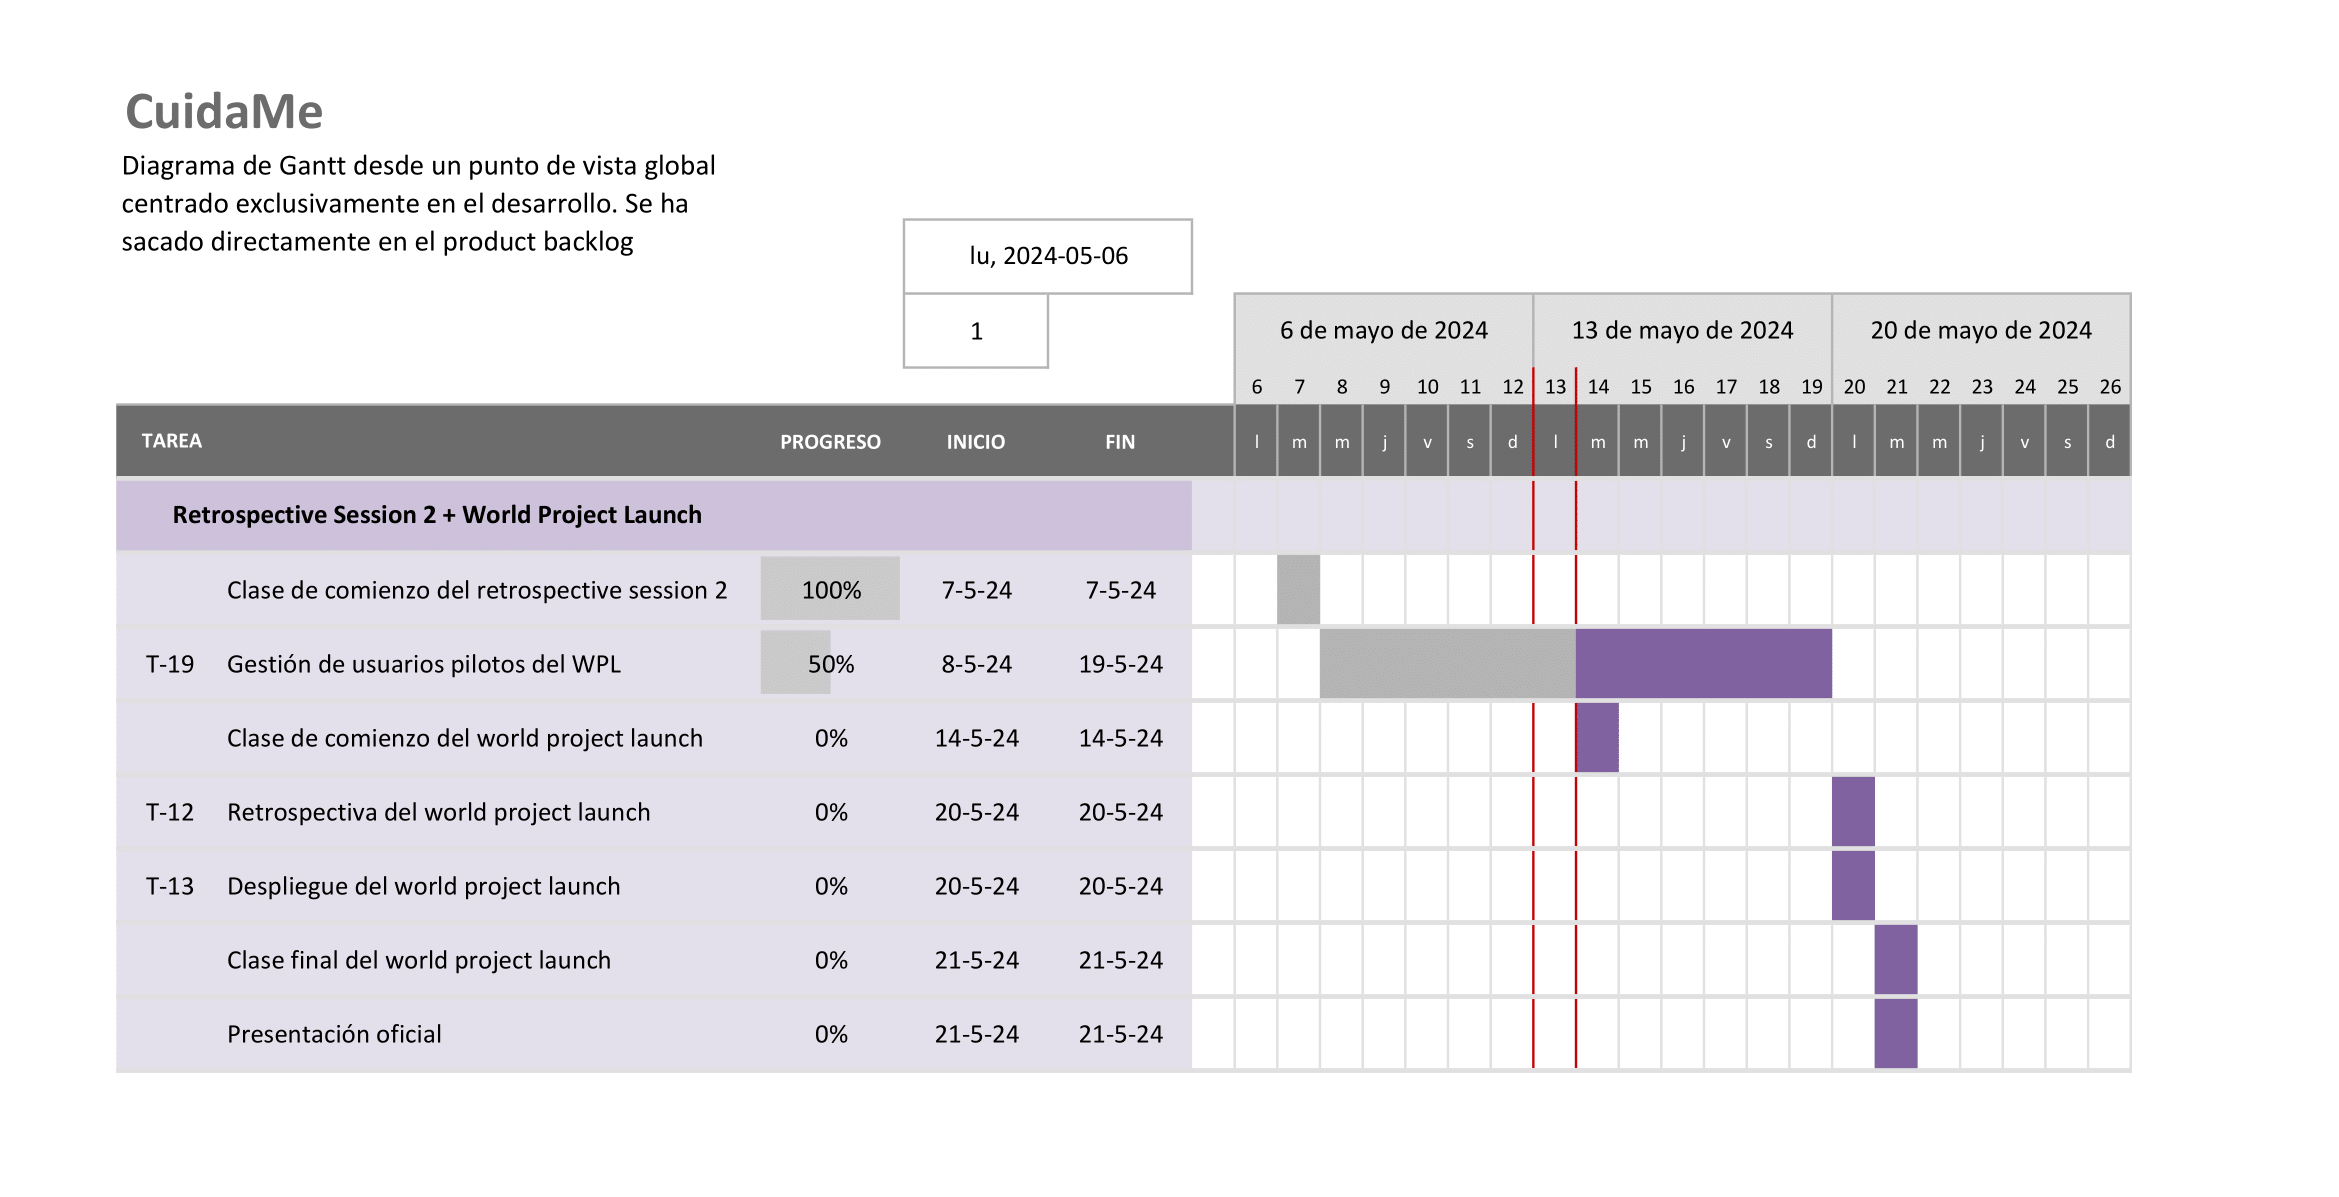 CuidaMe
Diagrama de Gantt desde un punto de vista global
centrado exclusivamente en el desarrollo. Se ha
sacado directamente en el product backlog
lu, 2024-05-06
1
6 de mayo de 2024 13 de mayo de 2024 20 de mayo de 2024
6 7 8 9 10 11 12 13 14 15 16 17 18 19 20 21 22 23 24 25 26
TAREA PROGRESO INICIO FIN l m m j v s d l m m j v s d l m m j v s d
Retrospective Session 2 + World Project Launch
Clase de comienzo del retrospective session 2 100% 7-5-24 7-5-24
T-19 Gestión de usuarios pilotos del WPL 50% 8-5-24 19-5-24
Clase de comienzo del world project launch 0% 14-5-24 14-5-24
T-12 Retrospectiva del world project launch 0% 20-5-24 20-5-24
T-13 Despliegue del world project launch 0% 20-5-24 20-5-24
Clase final del world project launch 0% 21-5-24 21-5-24
Presentación oficial 0% 21-5-24 21-5-24